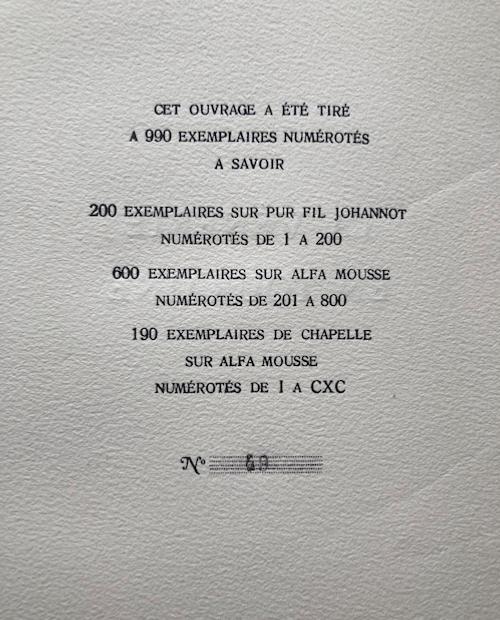 CET OUVRAGE A ÉTÉ TIRÉ
A 990 EXEMPLAIRES NUMÉROTÉS
A SAVOIR
200 EXEMPLAIRES SUR PUR FIL JOHANNOT
NUMÉROTÉS DE 1 A 200
600 EXEMPLAIRES SUR ALFA MOUSSE
NUMÉROTÉS DE 201 A 800
190 EXEMPLAIRES DE CHAPELLE
SUR ALFA MOUSSE
NUMÉROTÉS DE I A CXC
Nº